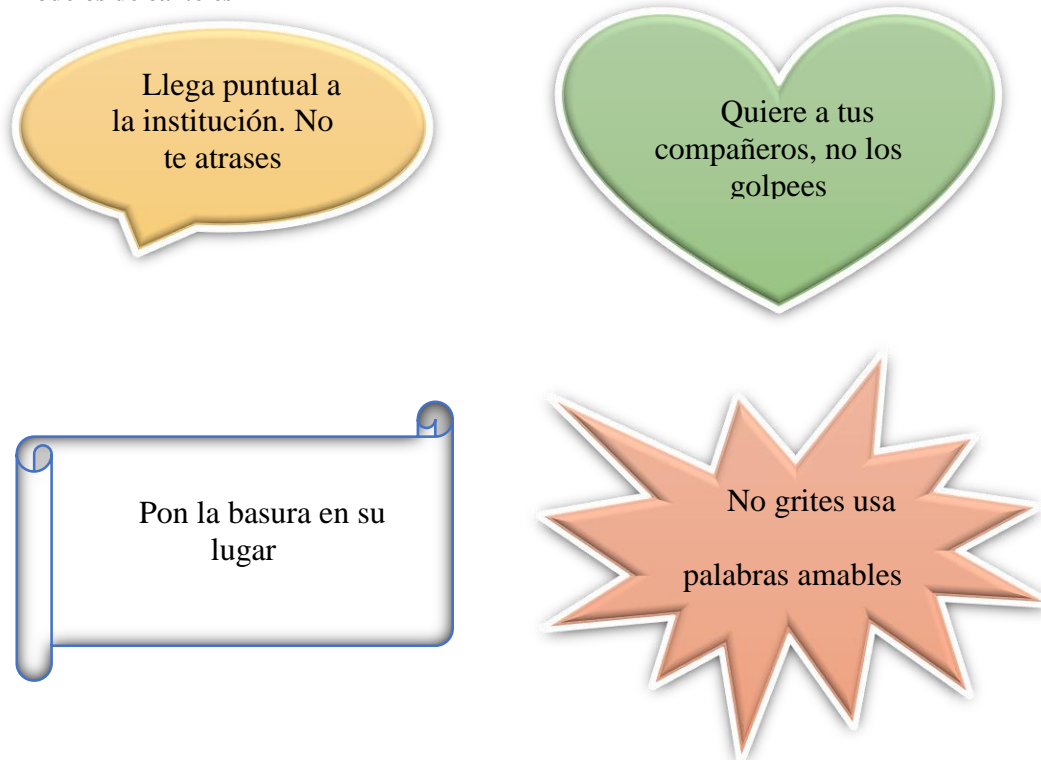 Llega puntual a
la institución. No
te atrases
Quiere a tus
compañeros, no los
golpees
Pon la basura en su
lugar
No grites usa
palabras amables